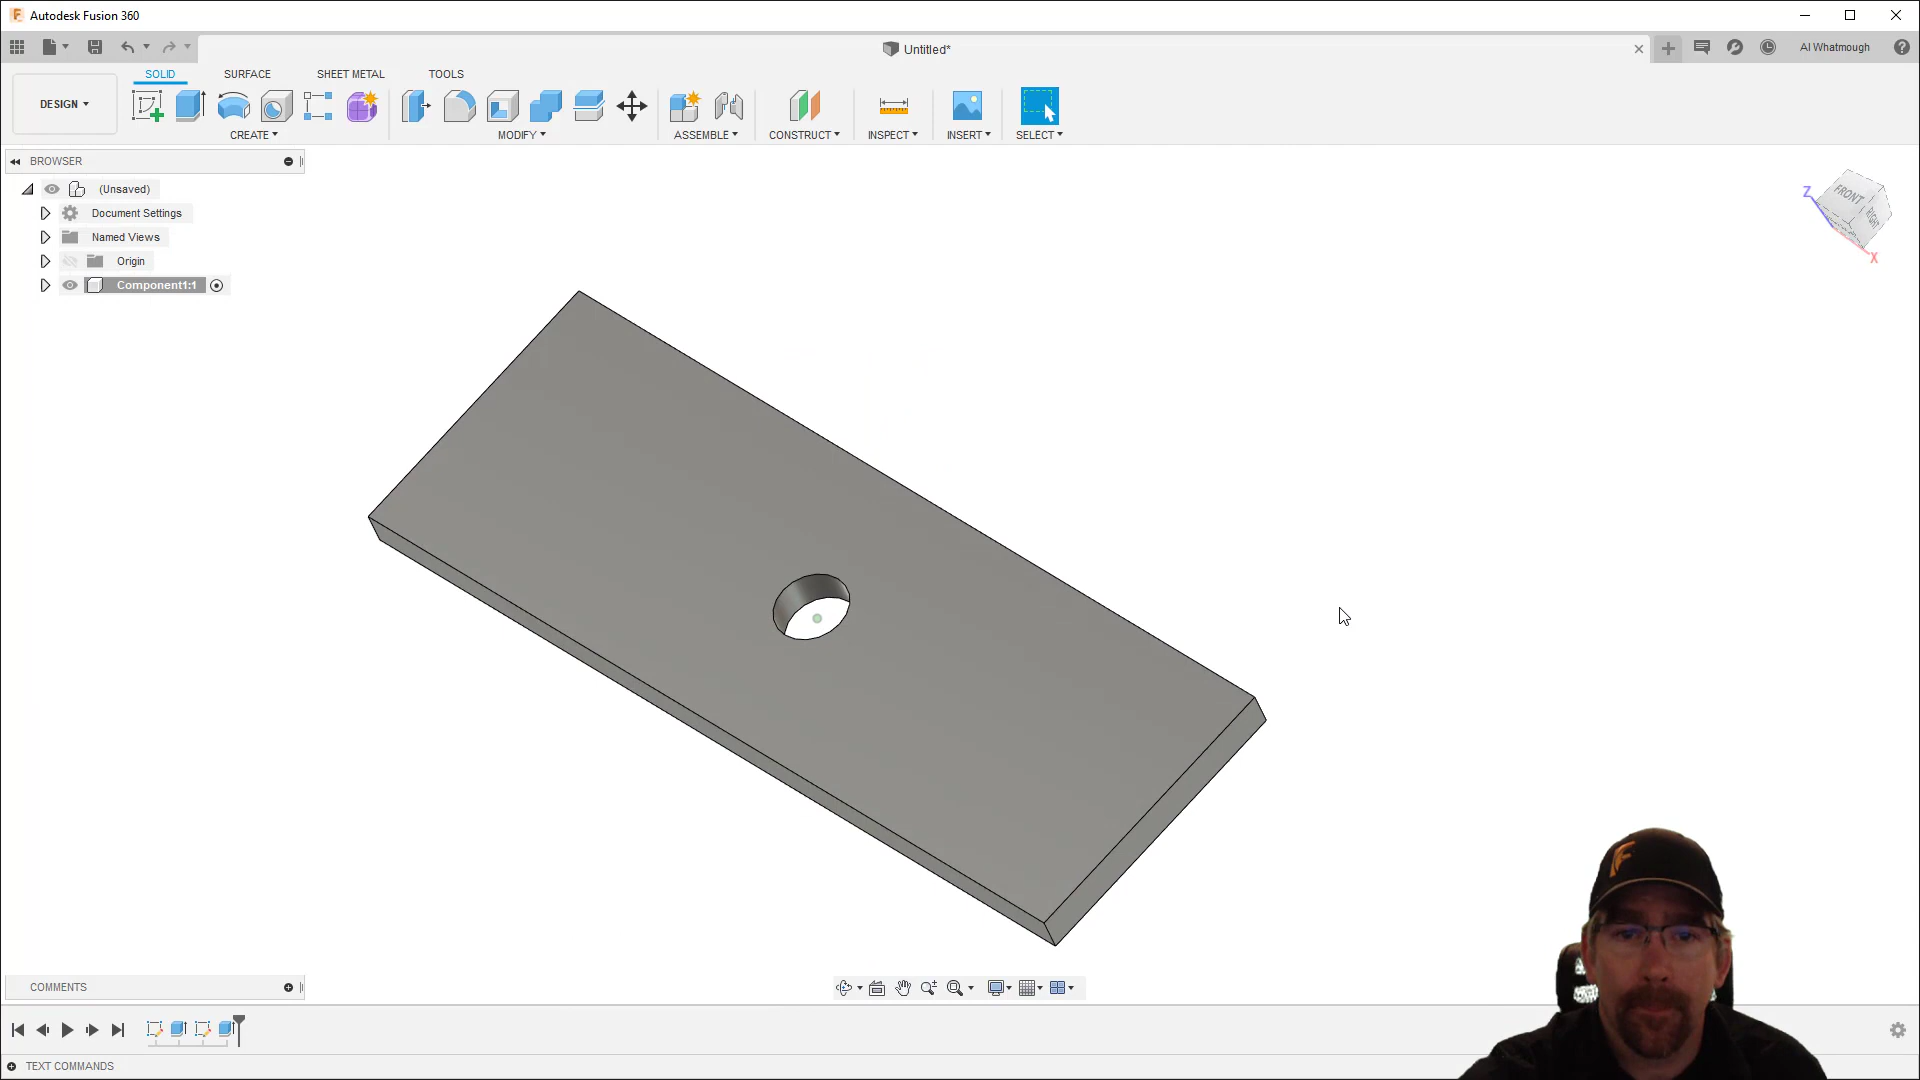 Autodesk Fusion 360
Untitled*
Al Whatmough
DESIGN
SOLID
SURFACE
SHEET METAL
TOOLS
CREATE
MODIFY
ASSEMBLE
CONSTRUCT
INSPECT
INSERT
SELECT
BROWSER
(Unsaved)
Document Settings
Named Views
Origin
Component1:1
Z
FRONT
RIGHT
X
COMMENTS
TEXT COMMANDS